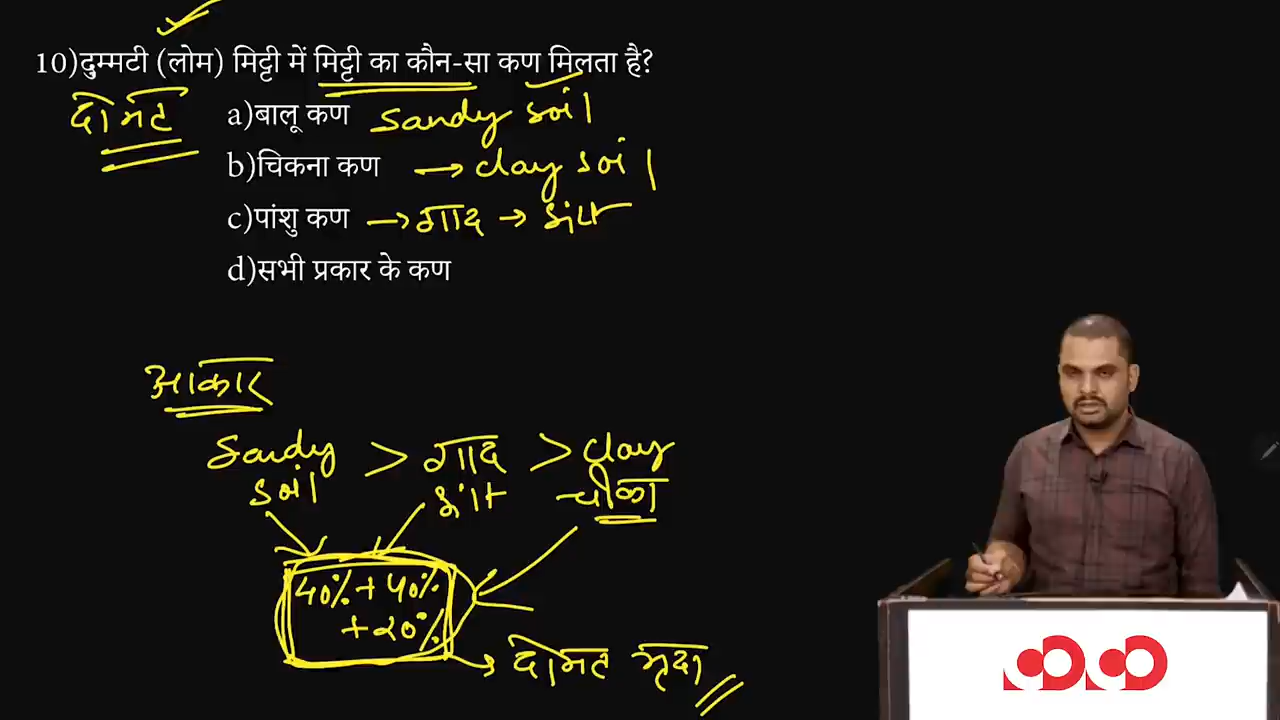 10)दुम्मटी (लोम) मिट्टी में मिट्टी का कौन-सा कण मिलता है?
दोमट
a)बालू कण sandy soil
b)चिकना कण → clay soil
c)पांशु कण → गाद → silt
d)सभी प्रकार के कण
आकार
Sandy soil > गाद silt > clay चीका
40% + 40%
+ 20%
→ दोमट मृदा